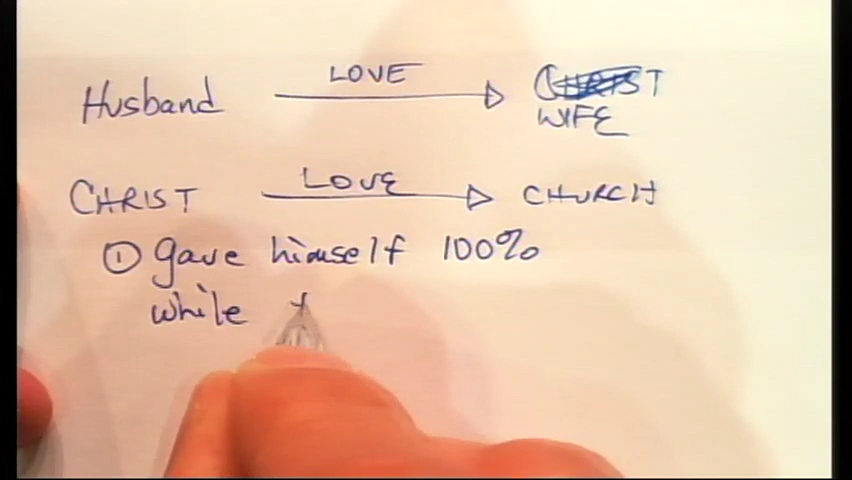 Husband LOVE WIFE
CHRIST LOVE CHURCH
① gave himself 100%
while